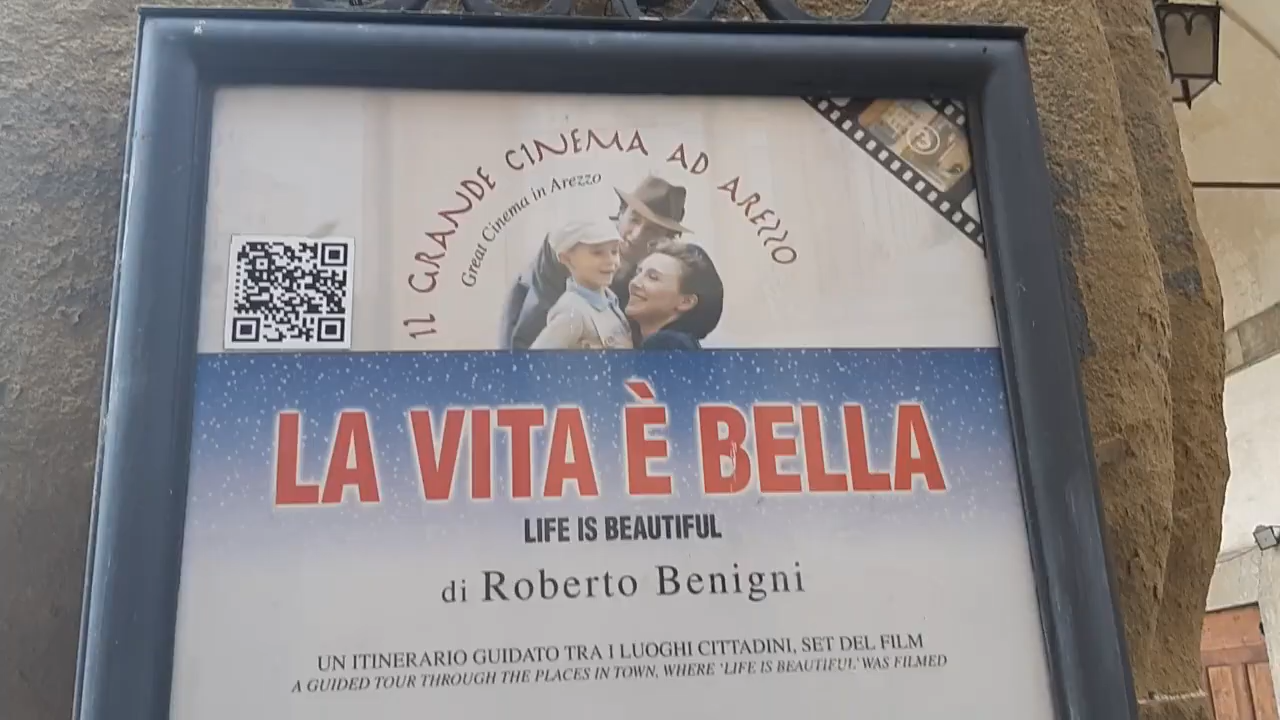 IL GRANDE CINEMA AD AREZZO
Great Cinema in Arezzo
LA VITA È BELLA
LIFE IS BEAUTIFUL
di Roberto Benigni
UN ITINERARIO GUIDATO TRA I LUOGHI CITTADINI, SET DEL FILM
A GUIDED TOUR THROUGH THE PLACES IN TOWN, WHERE 'LIFE IS BEAUTIFUL' WAS FILMED